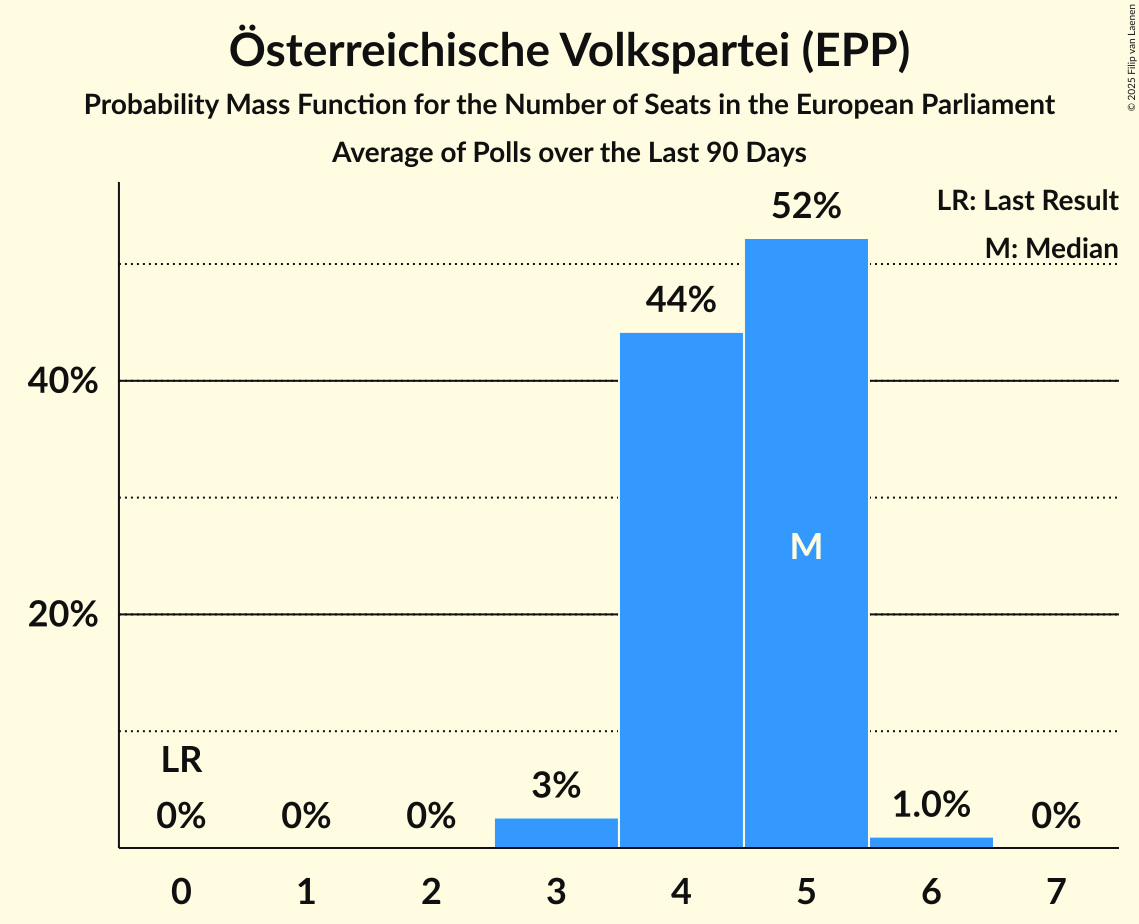 Österreichische Volkspartei (EPP)
Probability Mass Function for the Number of Seats in the European Parliament
Average of Polls over the Last 90 Days
© 2025 Filip van Laenen
LR: Last Result
M: Median
52%
44%
40%
M
20%
LR
3%
1.0%
0%
0%
0%
0%
0
1
2
3
4
5
6
7